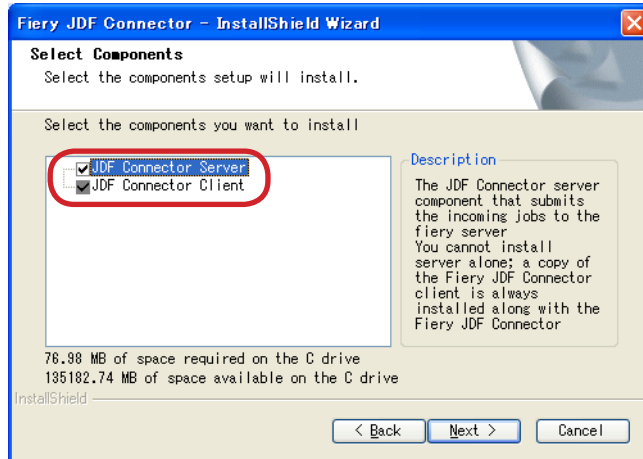 Fiery JDF Connector - InstallShield Wizard
Select Components
Select the components setup will install.
Select the components you want to install
JDF Connector Server
JDF Connector Client
Description
The JDF Connector server
component that submits
the incoming jobs to the
fiery server
You cannot install
server alone; a copy of
the Fiery JDF Connector
client is always
installed along with the
Fiery JDF Connector
76.98 MB of space required on the C drive
135182.74 MB of space available on the C drive
InstallShield
< Back
Next >
Cancel